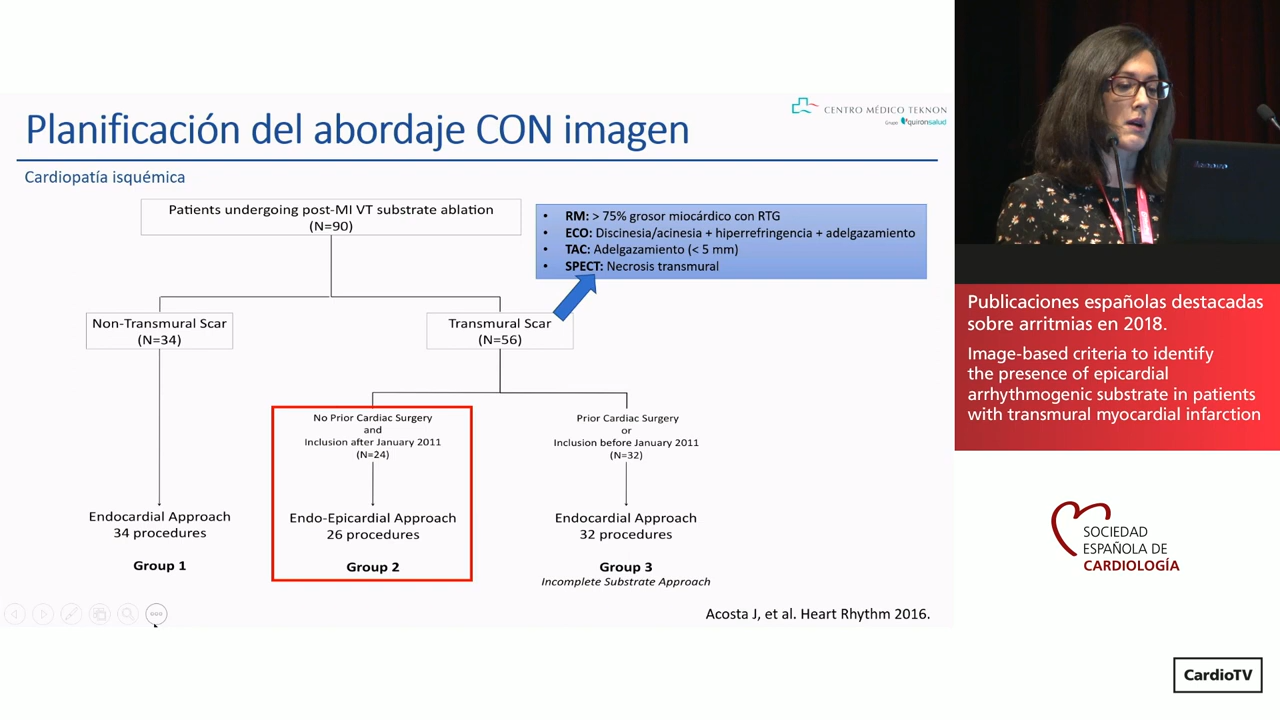 Planificación del abordaje CON imagen
CENTRO MÉDICO TEKNON
Grupo quironsalud
Cardiopatía isquémica
Patients undergoing post-MI VT substrate ablation
(N=90)
• RM: > 75% grosor miocárdico con RTG
• ECO: Discinesia/acinesia + hiperrefringencia + adelgazamiento
• TAC: Adelgazamiento (< 5 mm)
• SPECT: Necrosis transmural
Non-Transmural Scar
(N=34)
Transmural Scar
(N=56)
No Prior Cardiac Surgery
and
Inclusion after January 2011
(N=24)
Prior Cardiac Surgery
or
Inclusion before January 2011
(N=32)
Endocardial Approach
34 procedures
Group 1
Endo-Epicardial Approach
26 procedures
Group 2
Endocardial Approach
32 procedures
Group 3
Incomplete Substrate Approach
Acosta J, et al. Heart Rhythm 2016.
lenovo
Publicaciones españolas destacadas
sobre arritmias en 2018.
Image-based criteria to identify
the presence of epicardial
arrhythmogenic substrate in patients
with transmural myocardial infarction
SOCIEDAD
ESPAÑOLA DE
CARDIOLOGÍA
CardioTV